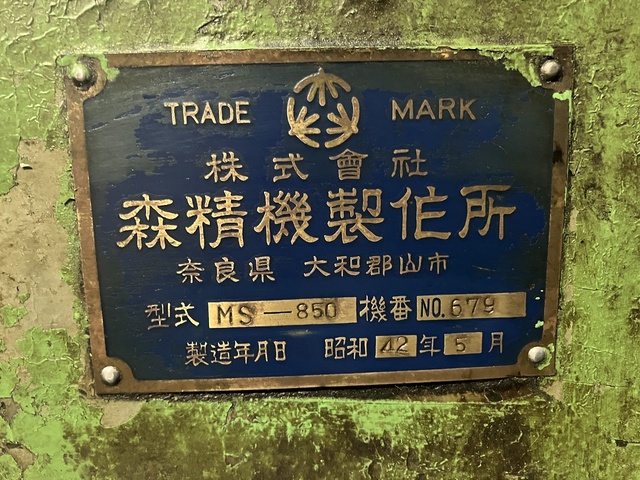 TRADE MARK
株式會社
森精機製作所
奈良県 大和郡山市
型式 MS-850 機番 NO.679
製造年月日 昭和 42 年 5 月